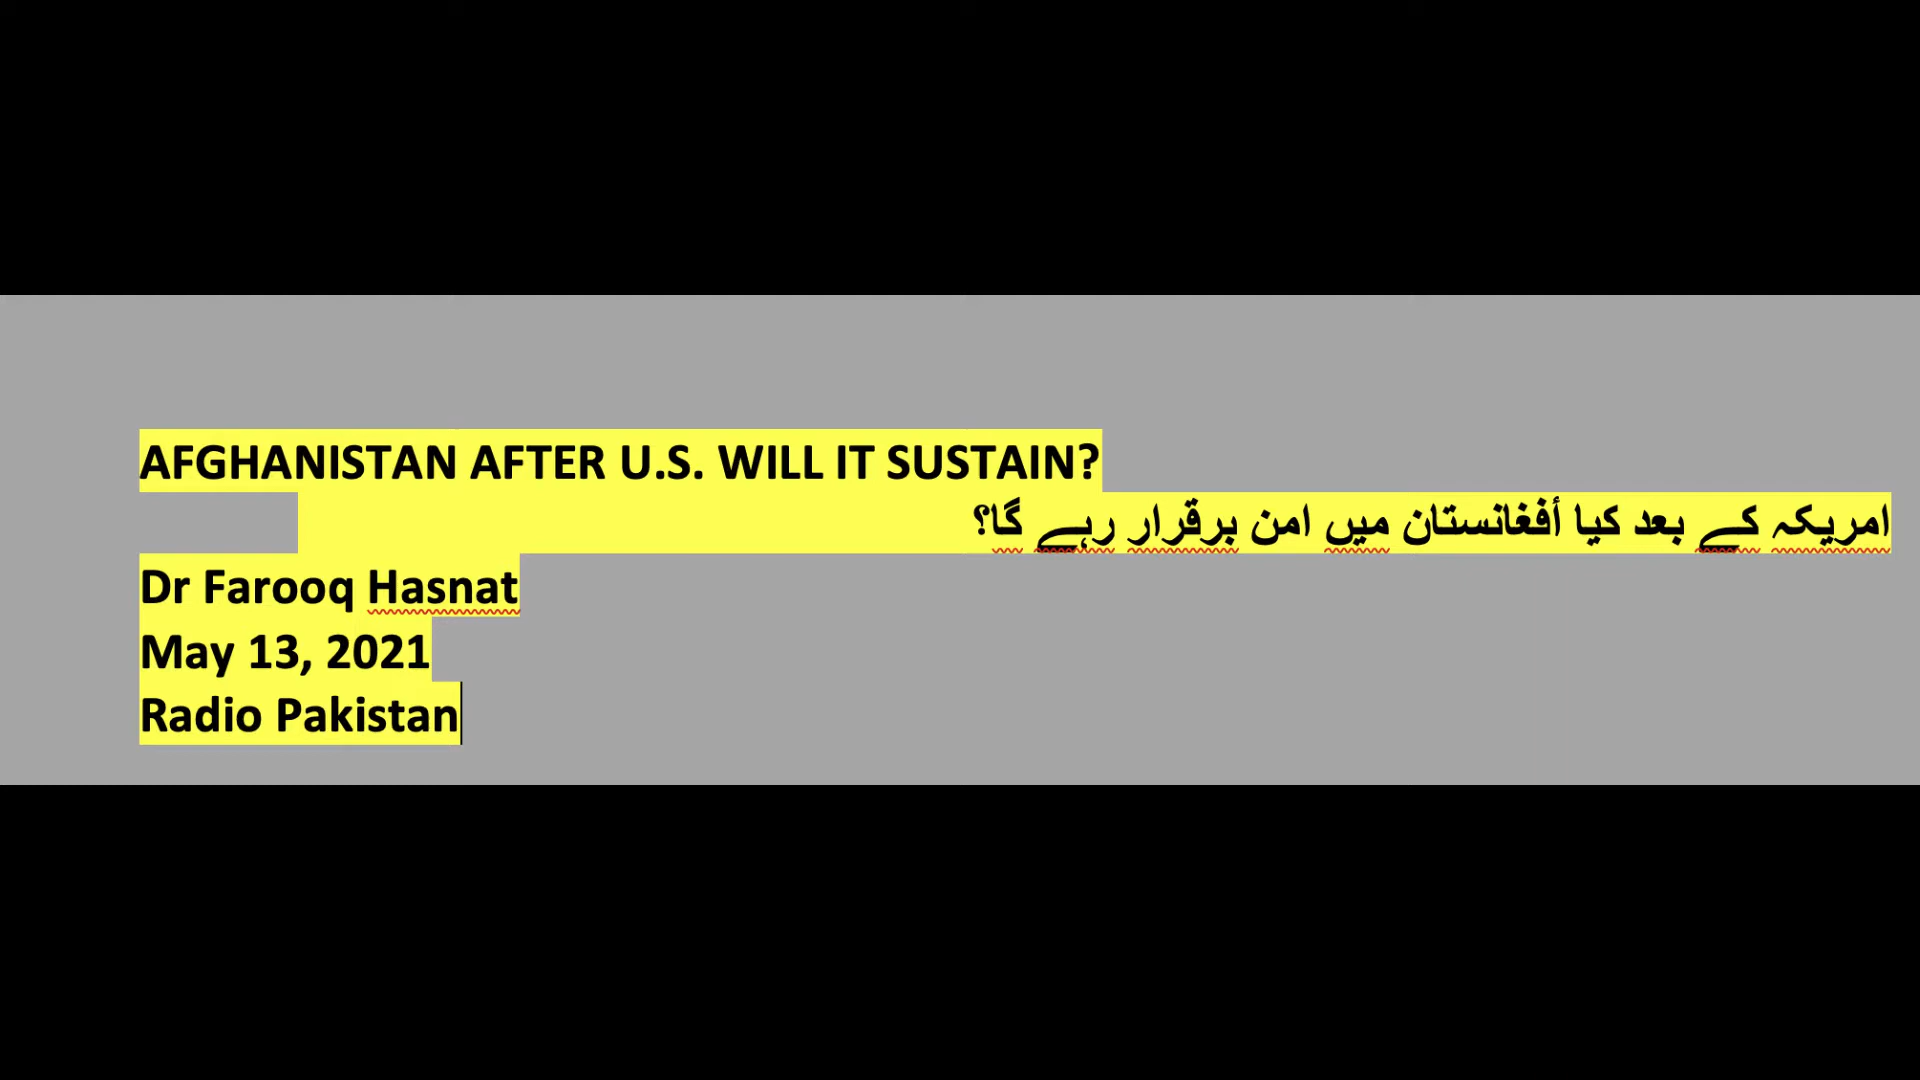 AFGHANISTAN AFTER U.S. WILL IT SUSTAIN?
امریکہ کے بعد کیا أفغانستان میں امن برقرار رہے گا؟
Dr Farooq Hasnat
May 13, 2021
Radio Pakistan